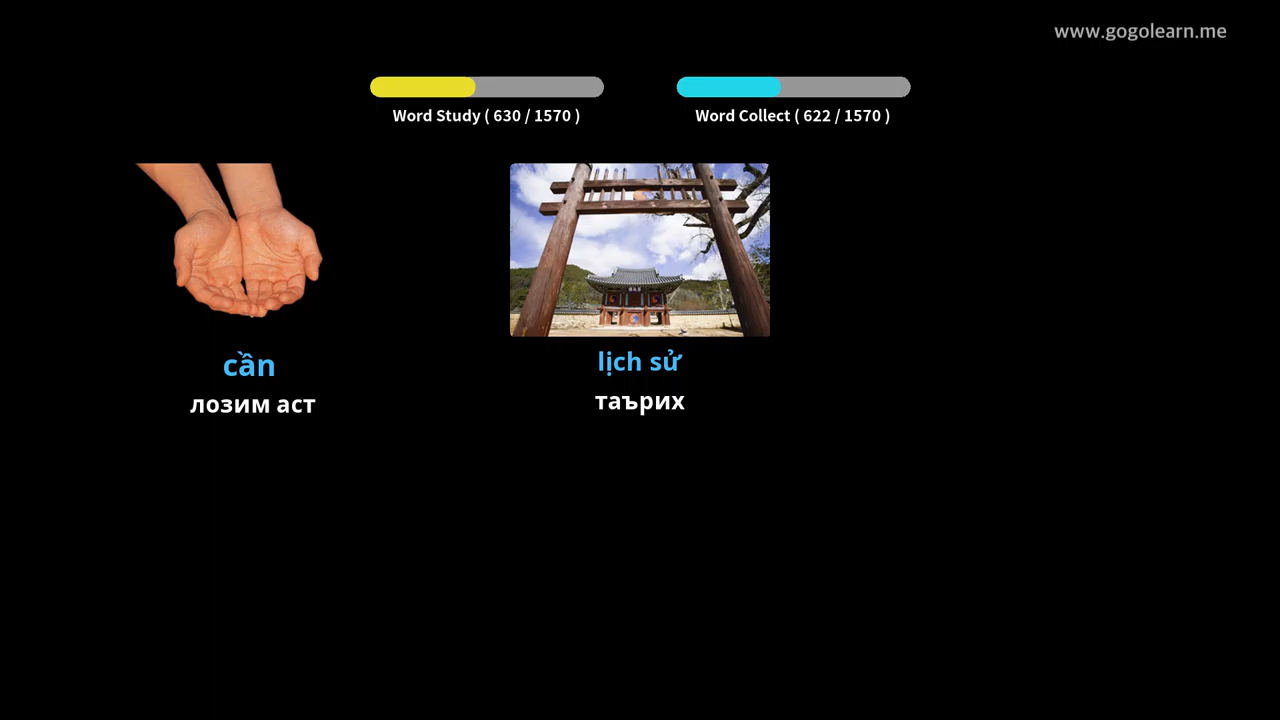 www.gogolearn.me
Word Study ( 630 / 1570 )
Word Collect ( 622 / 1570 )
cần
лозим аст
lịch sử
таърих